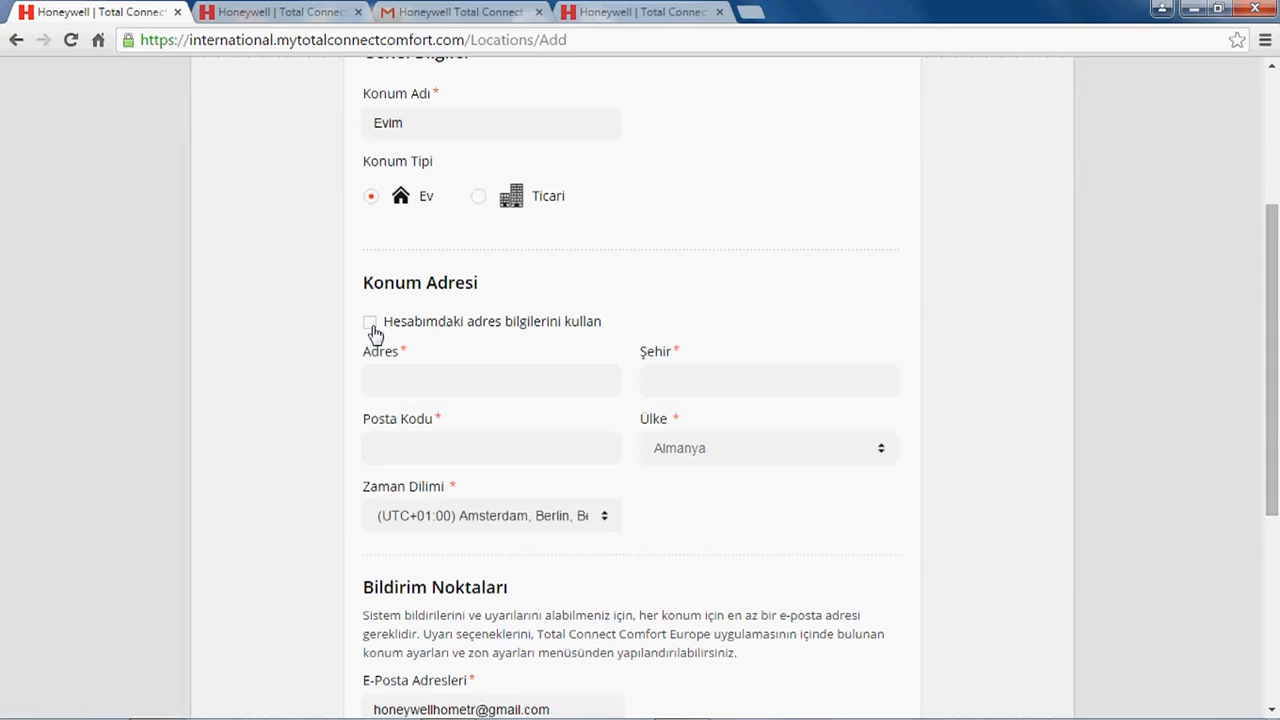 Honeywell | Total Connect
Honeywell | Total Connec
Honeywell Total Connect
Honeywell | Total Connec
https://international.mytotalconnectcomfort.com/Locations/Add
Genel Bilgiler
Konum Adı*
Evim
Konum Tipi
Ev
Ticari
Konum Adresi
Hesabımdaki adres bilgilerini kullan
Adres*
Şehir*
Posta Kodu*
Ülke *
Almanya
Zaman Dilimi *
(UTC+01:00) Amsterdam, Berlin, Be
Bildirim Noktaları
Sistem bildirilerini ve uyarılarını alabilmeniz için, her konum için en az bir e-posta adresi
gereklidir. Uyarı seçeneklerini, Total Connect Comfort Europe uygulamasının içinde bulunan
konum ayarları ve zon ayarları menüsünden yapılandırılabilirsiniz.
E-Posta Adresleri*
honeywellhometr@gmail.com